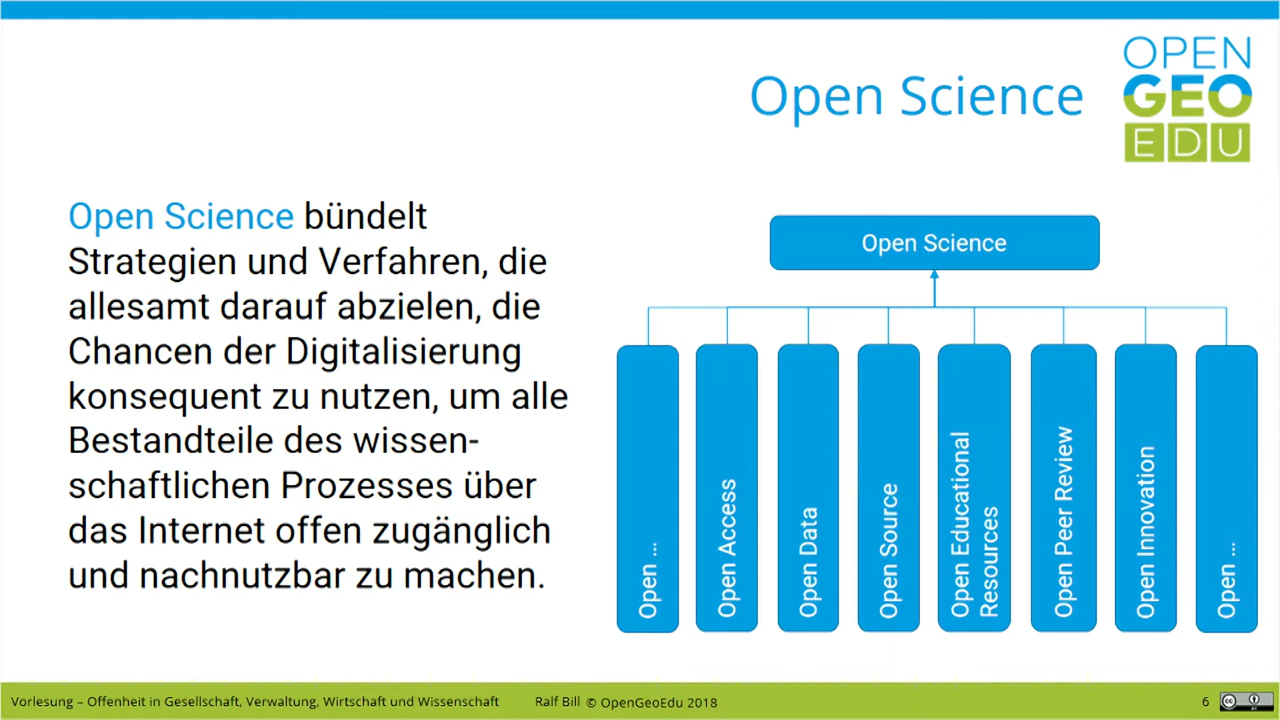 Open Science
OPEN
GEO
EDU
Open Science bündelt
Strategien und Verfahren, die
allesamt darauf abzielen, die
Chancen der Digitalisierung
konsequent zu nutzen, um alle
Bestandteile des wissen-
schaftlichen Prozesses über
das Internet offen zugänglich
und nachnutzbar zu machen.
Open Science
Open ...
Open Access
Open Data
Open Source
Open Educational
Resources
Open Peer Review
Open Innovation
Open ...
Vorlesung – Offenheit in Gesellschaft, Verwaltung, Wirtschaft und Wissenschaft
Ralf Bill © OpenGeoEdu 2018
6
cc
BY